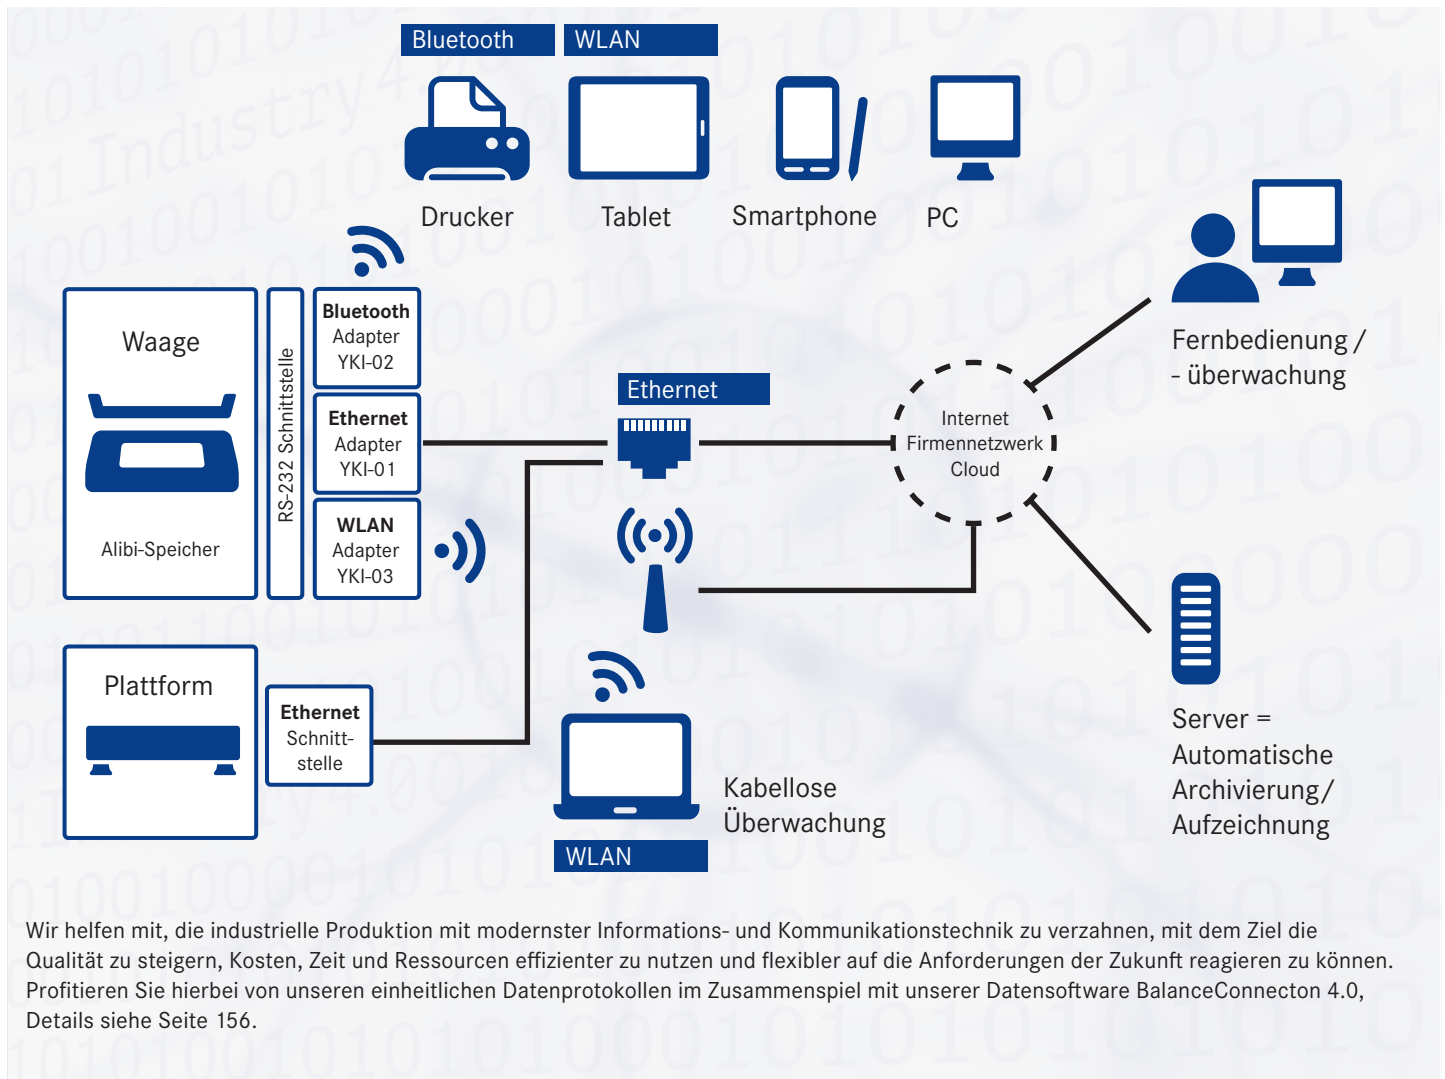 Bluetooth
WLAN
Industry 4.0
Drucker
Tablet
Smartphone
PC
Waage
Alibi-Speicher
RS-232 Schnittstelle
Bluetooth
Adapter
YKI-02
Ethernet
Adapter
YKI-01
WLAN
Adapter
YKI-03
Ethernet
Internet
Firmennetzwerk
Cloud
Fernbedienung /
- überwachung
Plattform
Ethernet
Schnitt-
stelle
Kabellose
Überwachung
WLAN
Server =
Automatische
Archivierung/
Aufzeichnung
Wir helfen mit, die industrielle Produktion mit modernster Informations- und Kommunikationstechnik zu verzahnen, mit dem Ziel die
Qualität zu steigern, Kosten, Zeit und Ressourcen effizienter zu nutzen und flexibler auf die Anforderungen der Zukunft reagieren zu können.
Profitieren Sie hierbei von unseren einheitlichen Datenprotokollen im Zusammenspiel mit unserer Datensoftware BalanceConnecton 4.0,
Details siehe Seite 156.